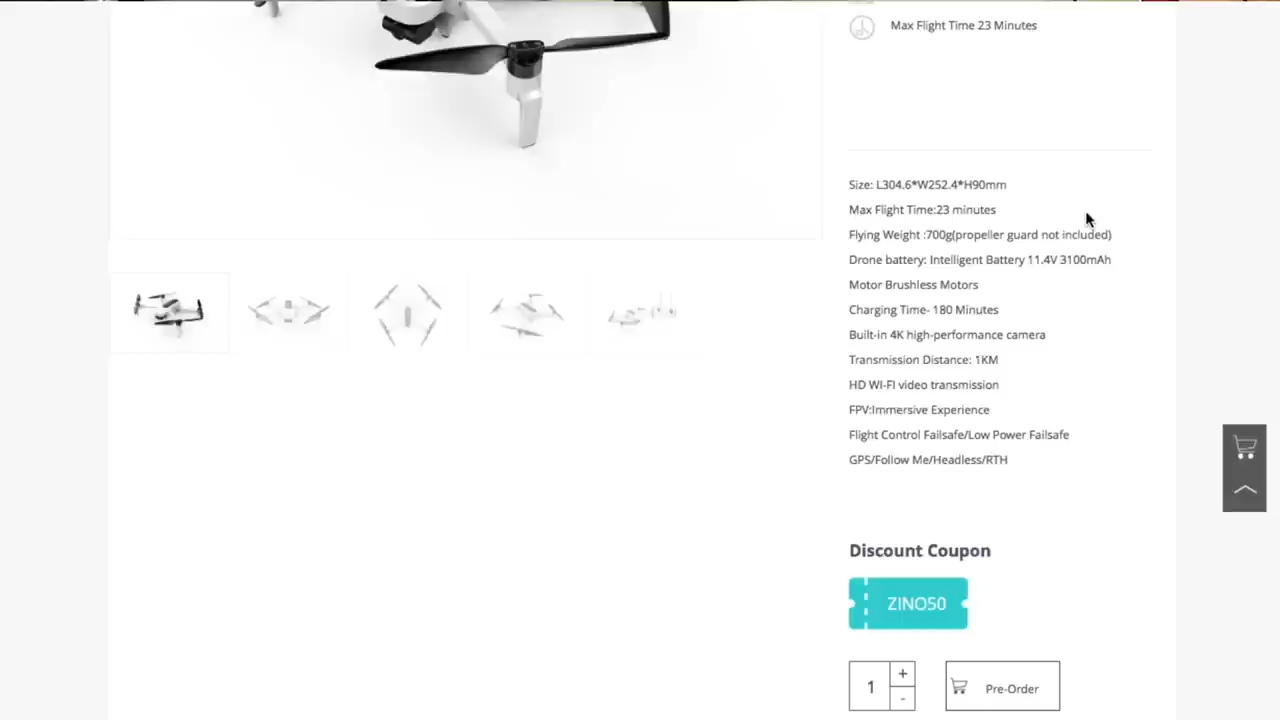 Max Flight Time 23 Minutes
Size: L304.6*W252.4*H90mm
Max Flight Time:23 minutes
Flying Weight :700g(propeller guard not included)
Drone battery: Intelligent Battery 11.4V 3100mAh
Motor Brushless Motors
Charging Time- 180 Minutes
Built-in 4K high-performance camera
Transmission Distance: 1KM
HD WI-FI video transmission
FPV:Immersive Experience
Flight Control Failsafe/Low Power Failsafe
GPS/Follow Me/Headless/RTH
Discount Coupon
ZINO50
1
+
-
Pre-Order